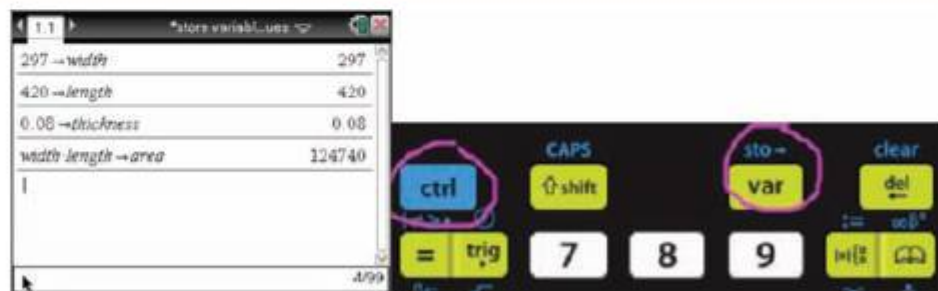 1.1 *store variabl...ues
297→width 297
420→length 420
0.08→thickness 0.08
width·length→area 124740
4/99
CAPS sto→ clear
ctrl ⇧shift var del
:= ∞β°
= trig 7 8 9